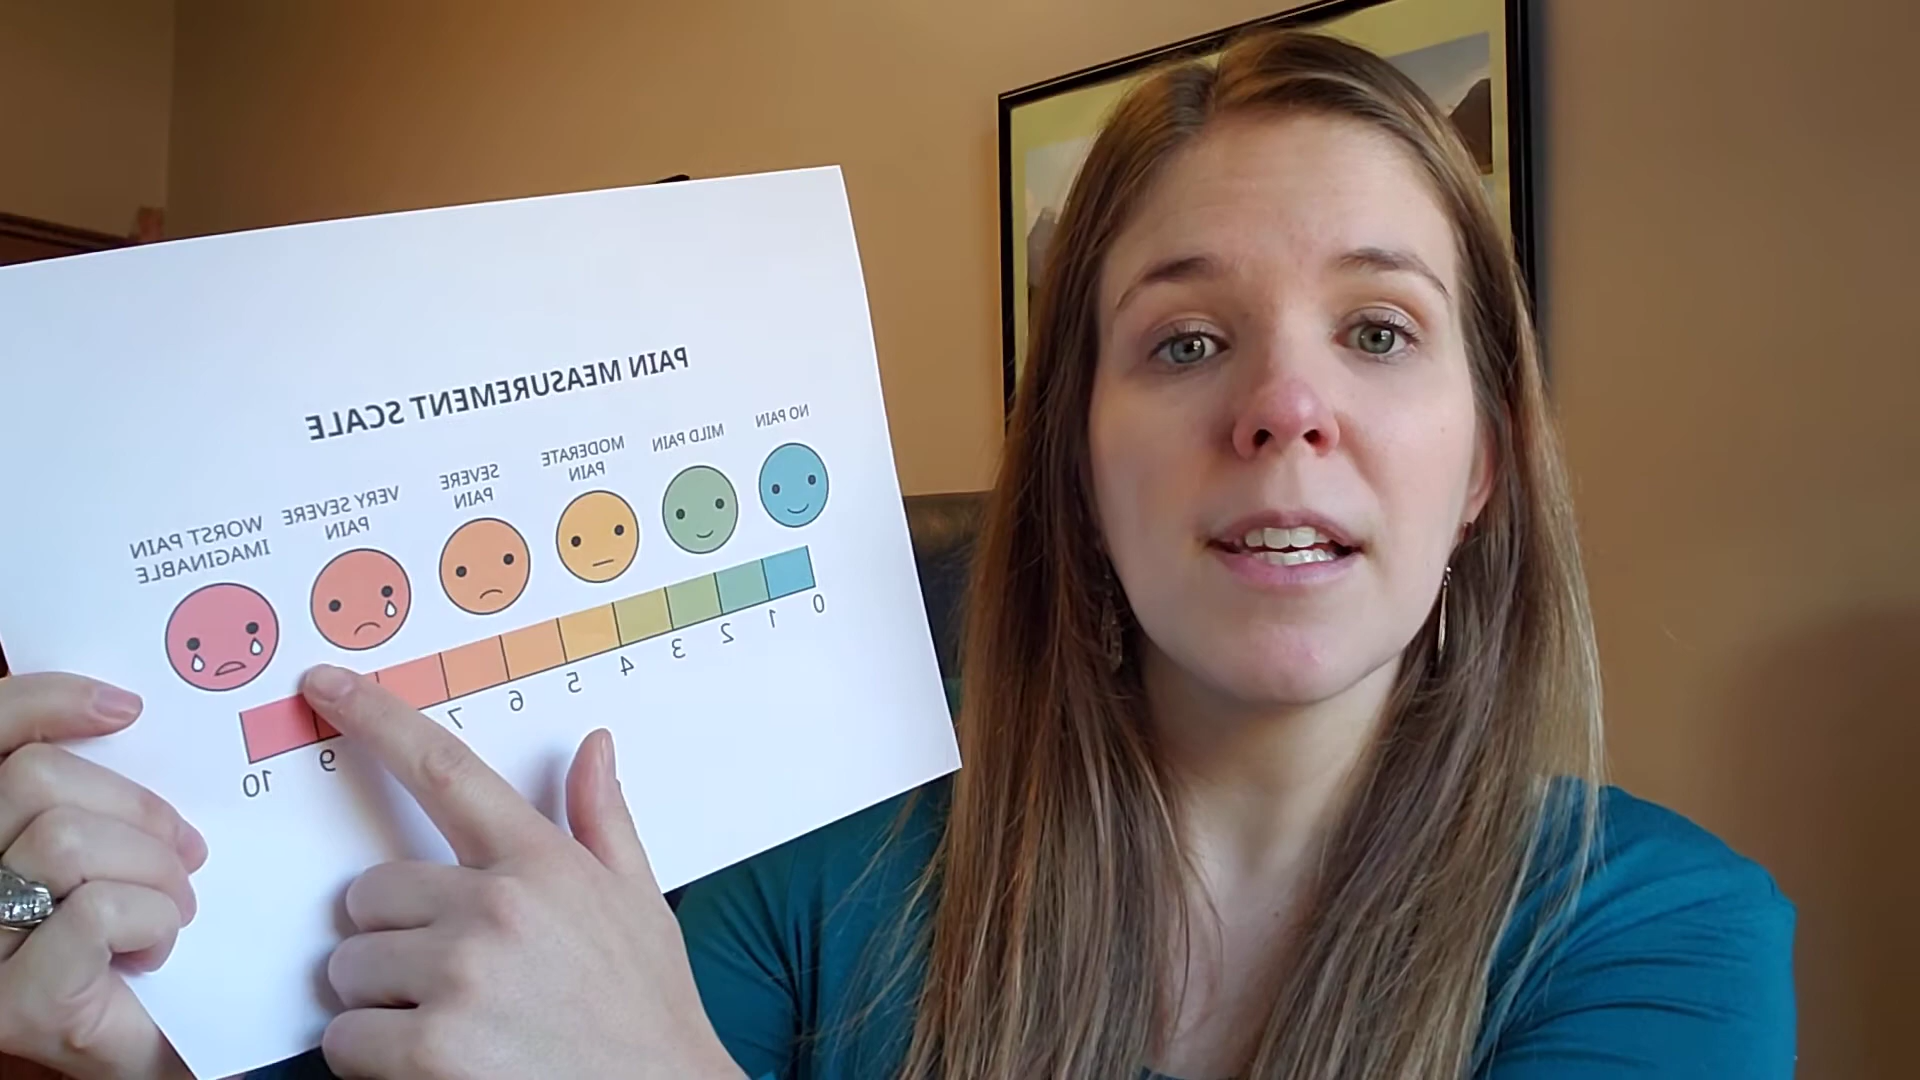 PAIN MEASUREMENT SCALE
NO PAIN
MILD PAIN
MODERATE
PAIN
SEVERE
PAIN
VERY SEVERE
PAIN
WORST PAIN
IMAGINABLE
0 1 2 3 4 5 6 7 9 10